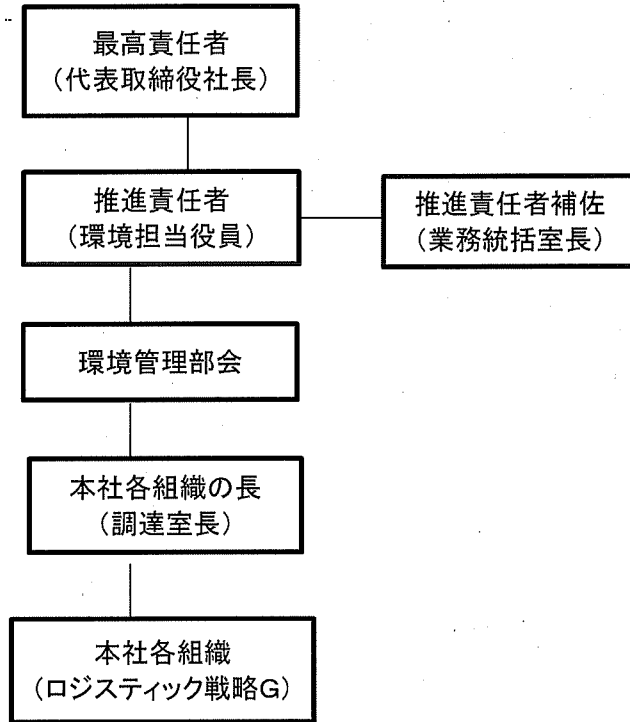 最高責任者
（代表取締役社長）
推進責任者
（環境担当役員）
推進責任者補佐
（業務統括室長）
環境管理部会
本社各組織の長
（調達室長）
本社各組織
（ロジスティック戦略G）